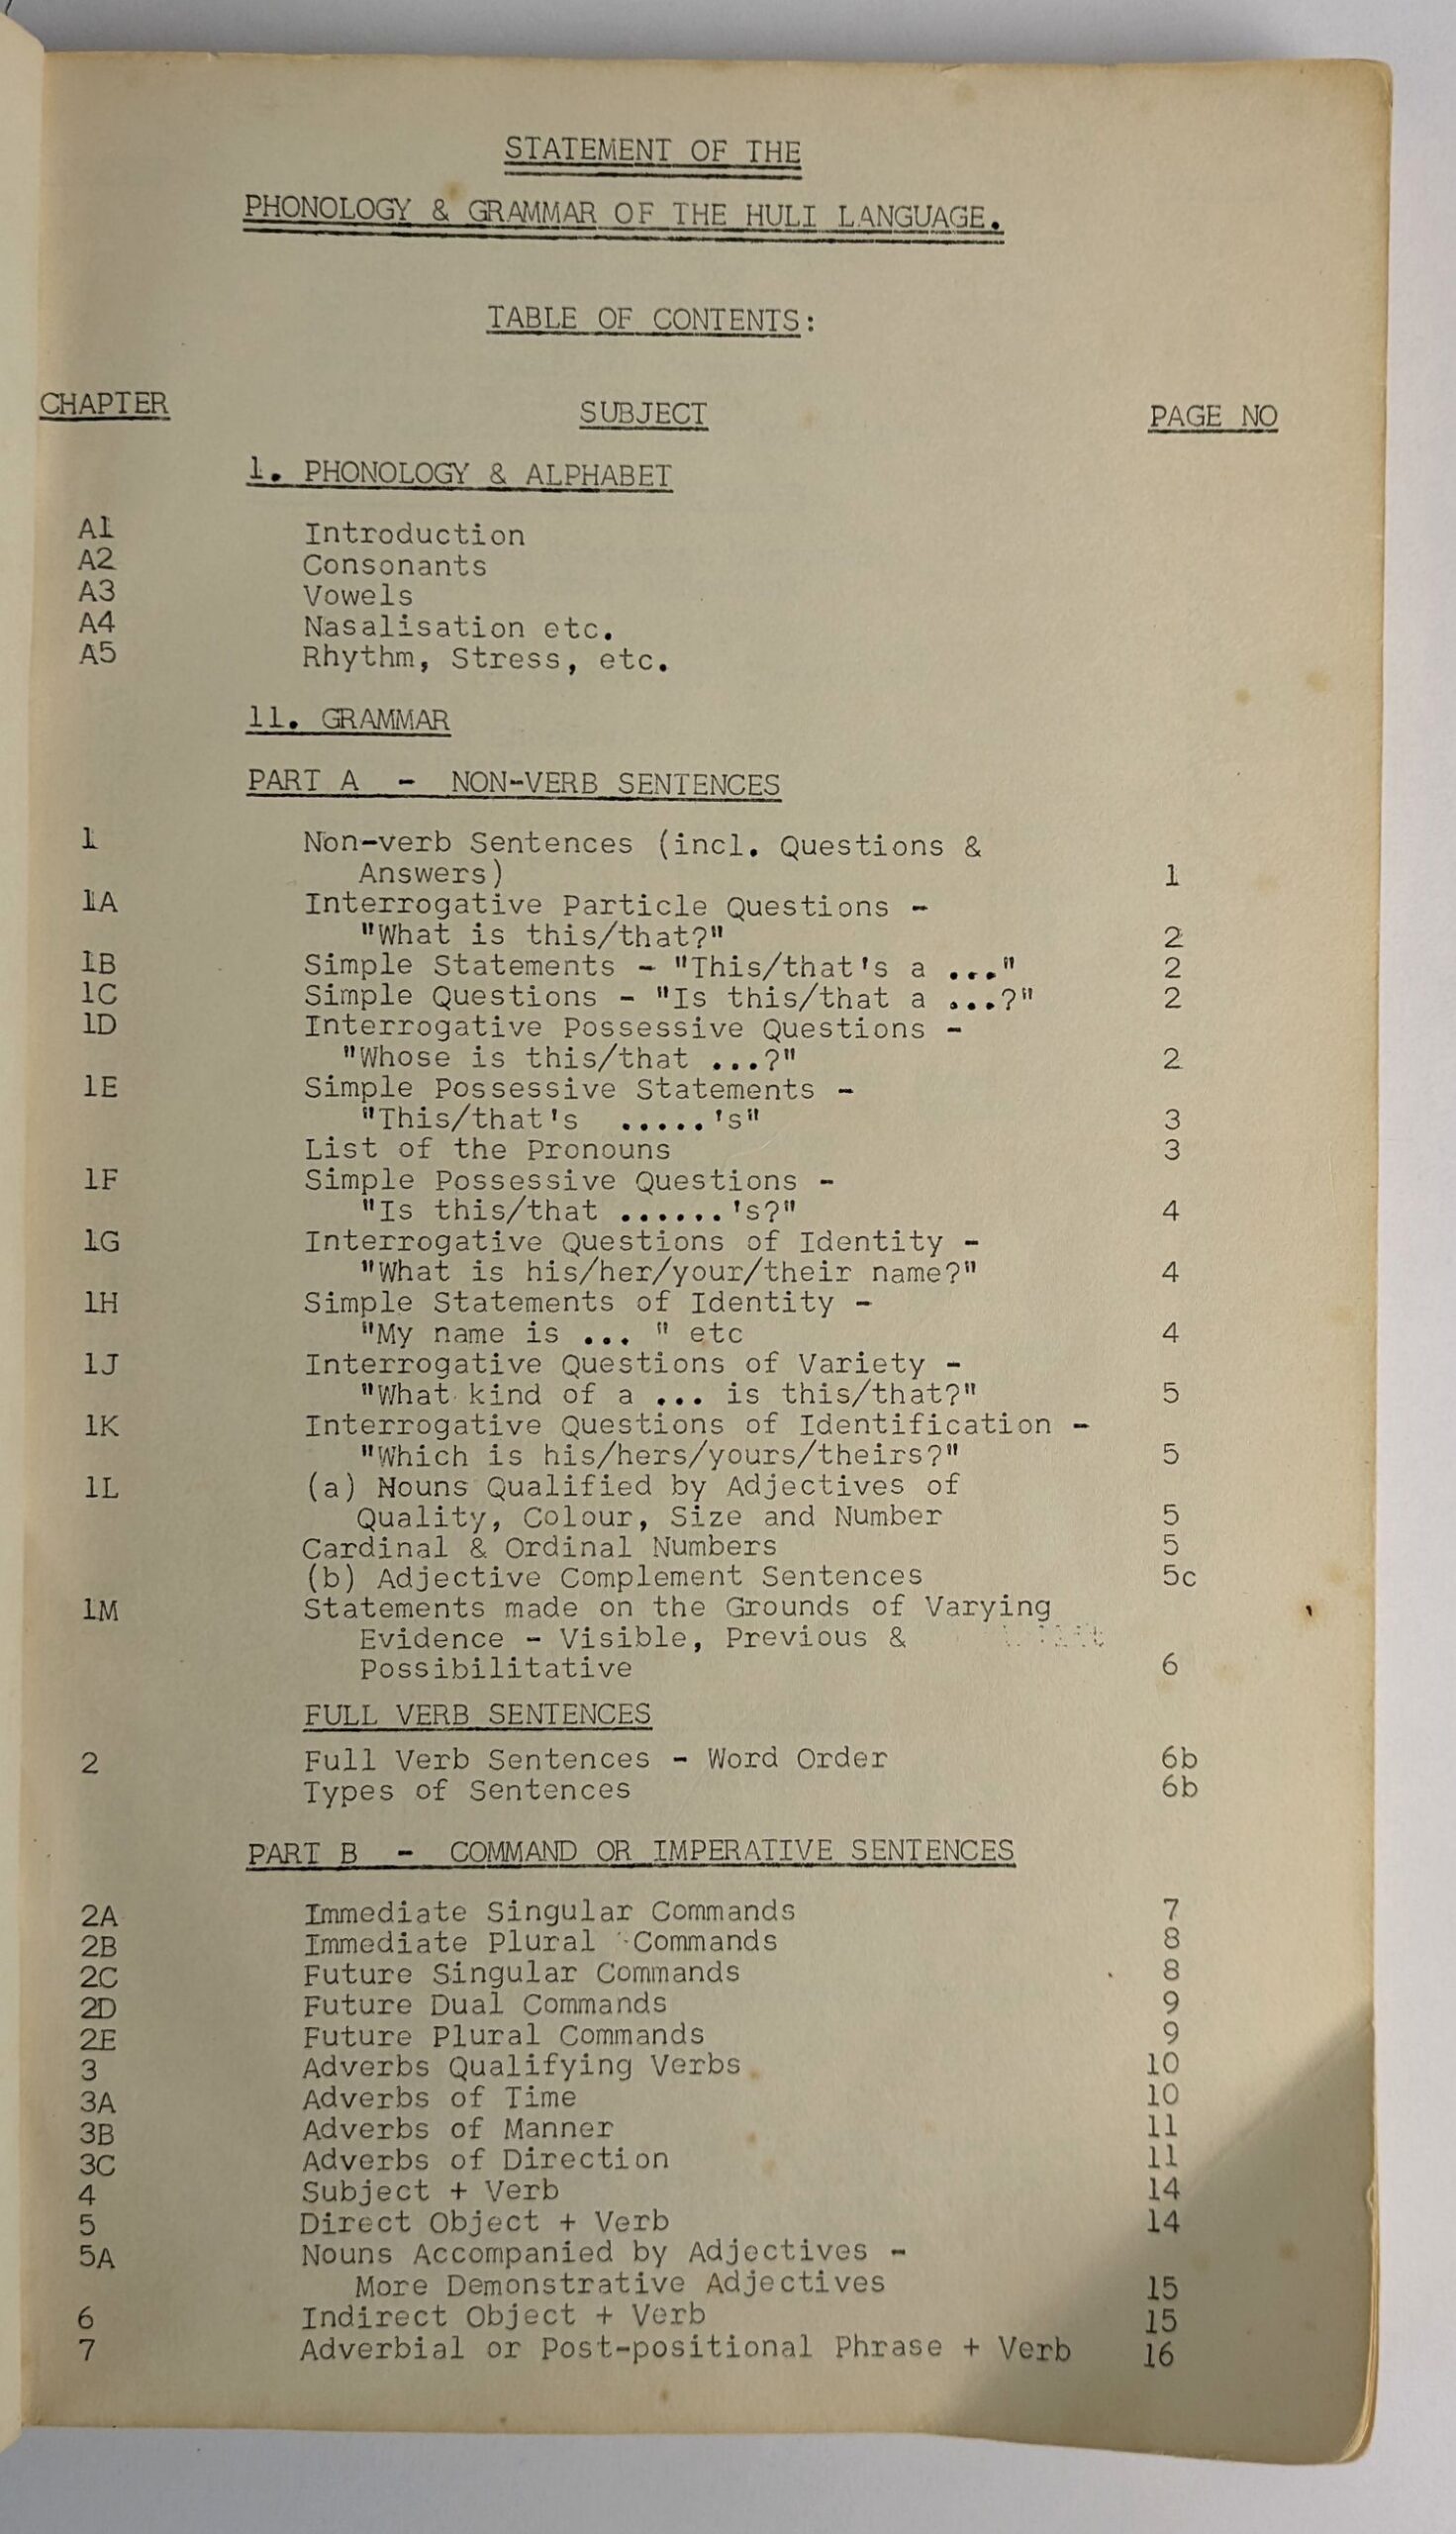 STATEMENT OF THE
PHONOLOGY & GRAMMAR OF THE HULI LANGUAGE.
TABLE OF CONTENTS:
CHAPTER SUBJECT PAGE NO
1. PHONOLOGY & ALPHABET
A1 Introduction
A2 Consonants
A3 Vowels
A4 Nasalisation etc.
A5 Rhythm, Stress, etc.
11. GRAMMAR
PART A - NON-VERB SENTENCES
1 Non-verb Sentences (incl. Questions &
Answers) 1
1A Interrogative Particle Questions -
"What is this/that?" 2
1B Simple Statements - "This/that's a ..." 2
1C Simple Questions - "Is this/that a ...?" 2
1D Interrogative Possessive Questions -
"Whose is this/that ...?" 2
1E Simple Possessive Statements -
"This/that's .....'s" 3
List of the Pronouns 3
1F Simple Possessive Questions -
"Is this/that ......'s?" 4
1G Interrogative Questions of Identity -
"What is his/her/your/their name?" 4
1H Simple Statements of Identity -
"My name is ... " etc 4
1J Interrogative Questions of Variety -
"What kind of a ... is this/that?" 5
1K Interrogative Questions of Identification -
"Which is his/hers/yours/theirs?" 5
1L (a) Nouns Qualified by Adjectives of
Quality, Colour, Size and Number 5
Cardinal & Ordinal Numbers 5
(b) Adjective Complement Sentences 5c
1M Statements made on the Grounds of Varying
Evidence - Visible, Previous &
Possibilitative 6
FULL VERB SENTENCES
2 Full Verb Sentences - Word Order 6b
Types of Sentences 6b
PART B - COMMAND OR IMPERATIVE SENTENCES
2A Immediate Singular Commands 7
2B Immediate Plural Commands 8
2C Future Singular Commands 8
2D Future Dual Commands 9
2E Future Plural Commands 9
3 Adverbs Qualifying Verbs 10
3A Adverbs of Time 10
3B Adverbs of Manner 11
3C Adverbs of Direction 11
4 Subject + Verb 14
5 Direct Object + Verb 14
5A Nouns Accompanied by Adjectives -
More Demonstrative Adjectives 15
6 Indirect Object + Verb 15
7 Adverbial or Post-positional Phrase + Verb 16